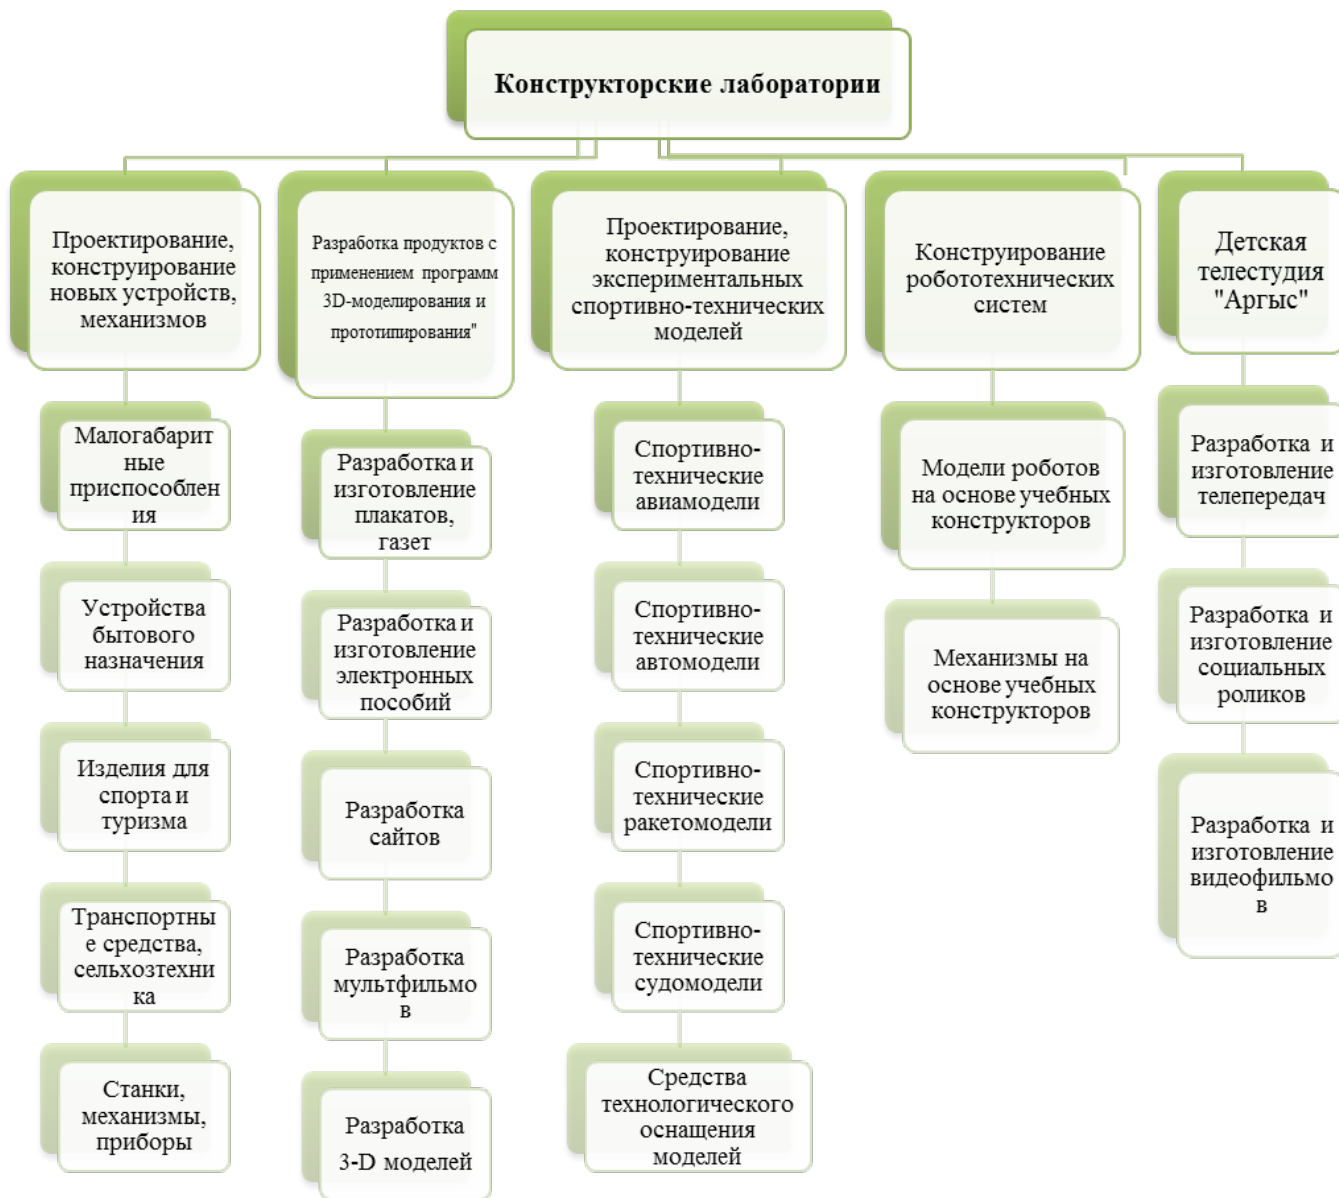 Конструкторские лаборатории
Проектирование,
конструирование
новых устройств,
механизмов
Малогабарит
ные
приспособлен
ия
Устройства
бытового
назначения
Изделия для
спорта и
туризма
Транспортны
е средства,
сельхозтехни
ка
Станки,
механизмы,
приборы
Разработка продуктов с
применением программ
3D-моделирования и
прототипирования"
Разработка и
изготовление
плакатов,
газет
Разработка и
изготовление
электронных
пособий
Разработка
сайтов
Разработка
мультфильмо
в
Разработка
3-D моделей
Проектирование,
конструирование
экспериментальных
спортивно-технических
моделей
Спортивно-
технические
авиамодели
Спортивно-
технические
автомодели
Спортивно-
технические
ракетомодели
Спортивно-
технические
судомодели
Средства
технологического
оснащения
моделей
Конструирование
робототехнических
систем
Модели роботов
на основе учебных
конструкторов
Механизмы на
основе учебных
конструкторов
Детская
телестудия
"Аргыс"
Разработка и
изготовление
телепередач
Разработка и
изготовление
социальных
роликов
Разработка и
изготовление
видеофильмо
в